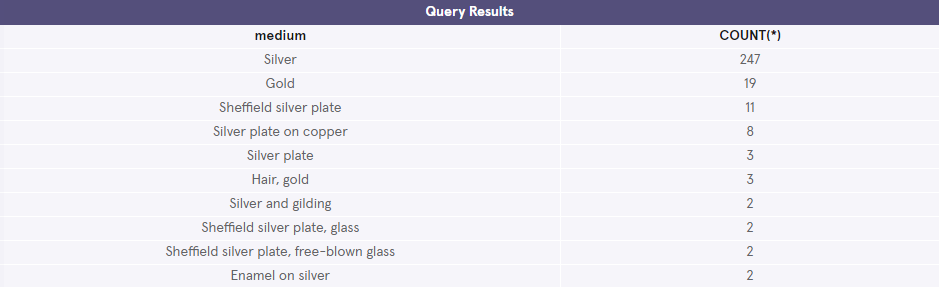 Query Results
medium COUNT(*)
Silver 247
Gold 19
Sheffield silver plate 11
Silver plate on copper 8
Silver plate 3
Hair, gold 3
Silver and gilding 2
Sheffield silver plate, glass 2
Sheffield silver plate, free-blown glass 2
Enamel on silver 2